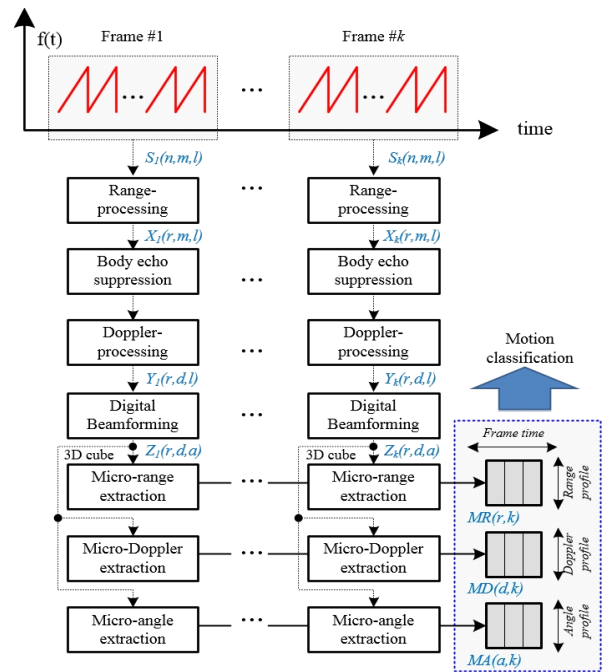 f(t)
Frame #1
Frame #k
...
...
...
...
...
time
S1(n,m,l)
Sk(n,m,l)
Range-
processing
...
Range-
processing
X1(r,m,l)
Xk(r,m,l)
Body echo
suppression
...
Body echo
suppression
Doppler-
processing
...
Doppler-
processing
Motion
classification
Y1(r,d,l)
Yk(r,d,l)
Digital
Beamforming
...
Digital
Beamforming
3D cube
Z1(r,d,a)
3D cube
Zk(r,d,a)
Frame time
Micro-range
extraction
...
Micro-range
extraction
Range
profile
MR(r,k)
Micro-Doppler
extraction
...
Micro-Doppler
extraction
Doppler
profile
MD(d,k)
Micro-angle
extraction
...
Micro-angle
extraction
Angle
profile
MA(a,k)